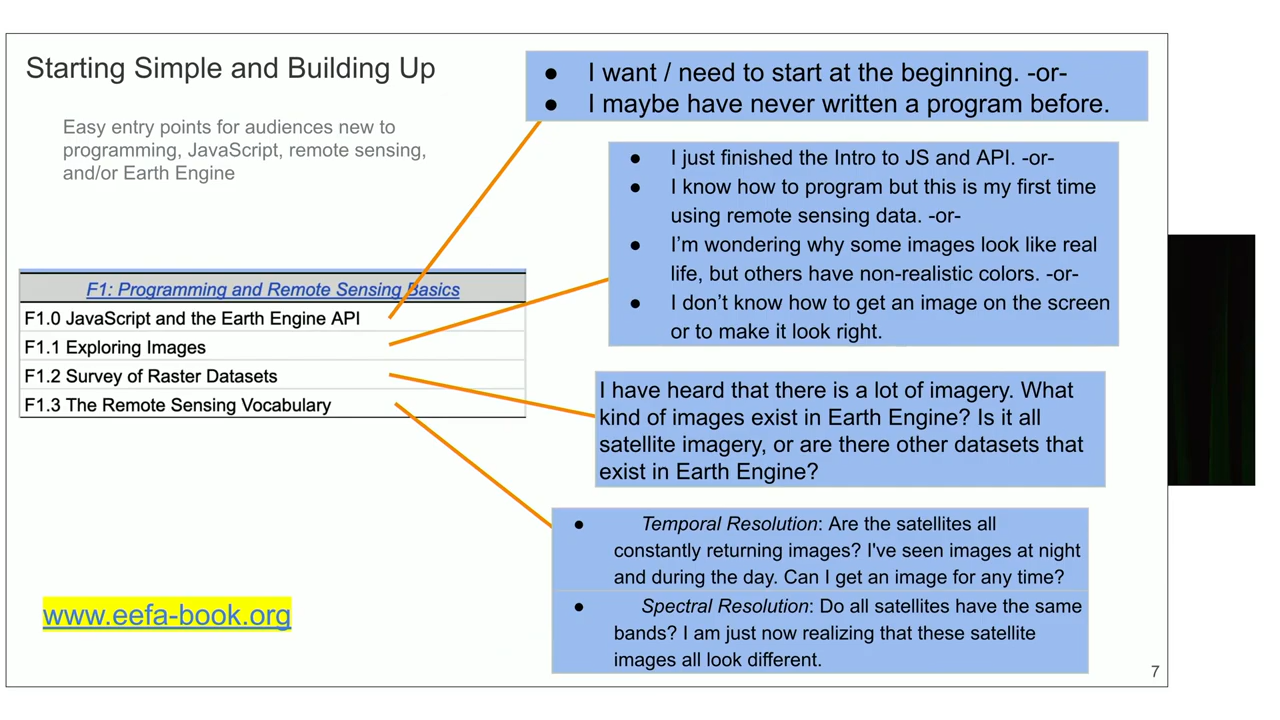 Starting Simple and Building Up
Easy entry points for audiences new to
programming, JavaScript, remote sensing,
and/or Earth Engine
F1: Programming and Remote Sensing Basics
F1.0 JavaScript and the Earth Engine API
F1.1 Exploring Images
F1.2 Survey of Raster Datasets
F1.3 The Remote Sensing Vocabulary
www.eefa-book.org
● I want / need to start at the beginning. -or-
● I maybe have never written a program before.
● I just finished the Intro to JS and API. -or-
● I know how to program but this is my first time
using remote sensing data. -or-
● I’m wondering why some images look like real
life, but others have non-realistic colors. -or-
● I don’t know how to get an image on the screen
or to make it look right.
I have heard that there is a lot of imagery. What
kind of images exist in Earth Engine? Is it all
satellite imagery, or are there other datasets that
exist in Earth Engine?
● Temporal Resolution: Are the satellites all
constantly returning images? I've seen images at night
and during the day. Can I get an image for any time?
● Spectral Resolution: Do all satellites have the same
bands? I am just now realizing that these satellite
images all look different.
7